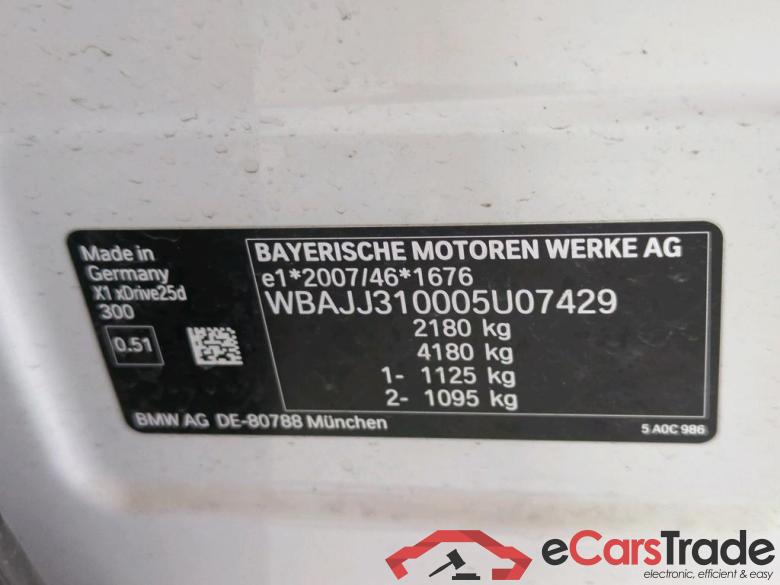 Made in
Germany
X1 xDrive25d
300
0.51
BAYERISCHE MOTOREN WERKE AG
e1*2007/46*1676
WBAJJ310005U07429
2180 kg
4180 kg
1- 1125 kg
2- 1095 kg
BMW AG DE-80788 München
5 A0C 986
eCarsTrade
electronic, efficient & easy